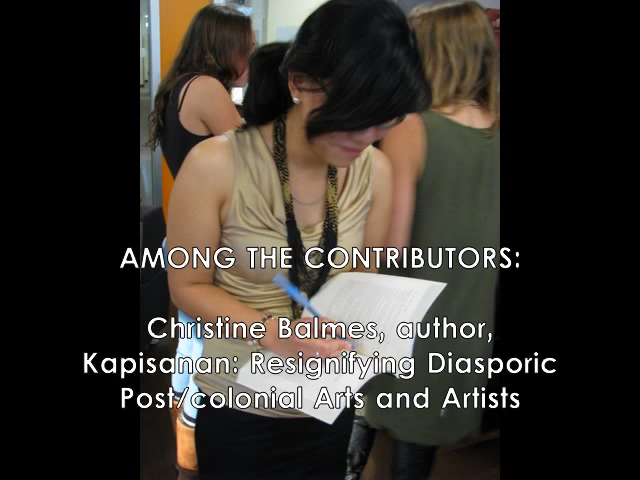 AMONG THE CONTRIBUTORS:
Christine Balmes, author,
Kapisanan: Resignifying Diasporic
Post/colonial Arts and Artists